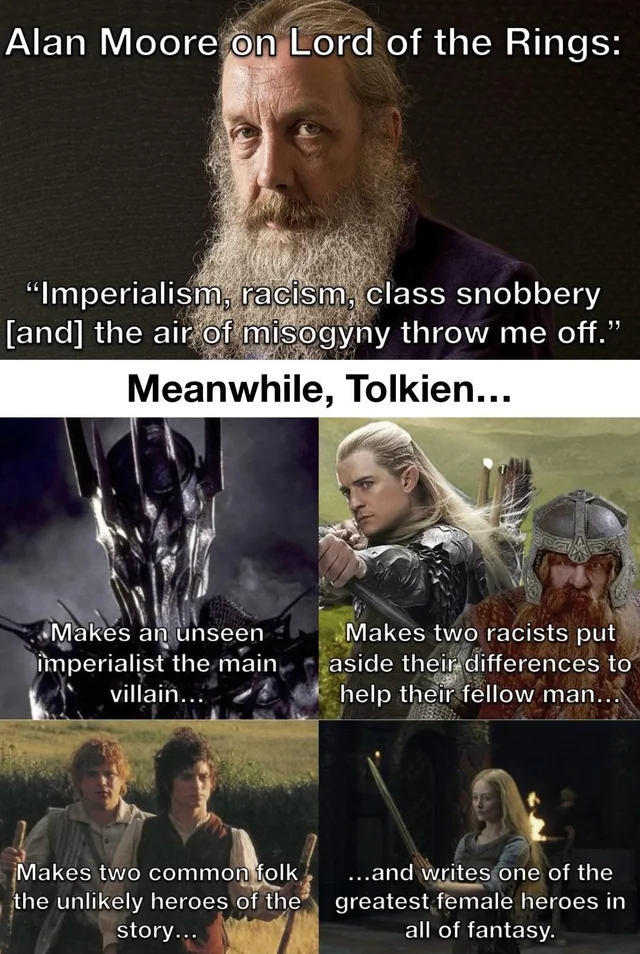 Alan Moore on Lord of the Rings:
“Imperialism, racism, class snobbery
[and] the air of misogyny throw me off.”
Meanwhile, Tolkien...
Makes an unseen
imperialist the main
villain...
Makes two racists put
aside their differences to
help their fellow man...
Makes two common folk
the unlikely heroes of the
story...
...and writes one of the
greatest female heroes in
all of fantasy.